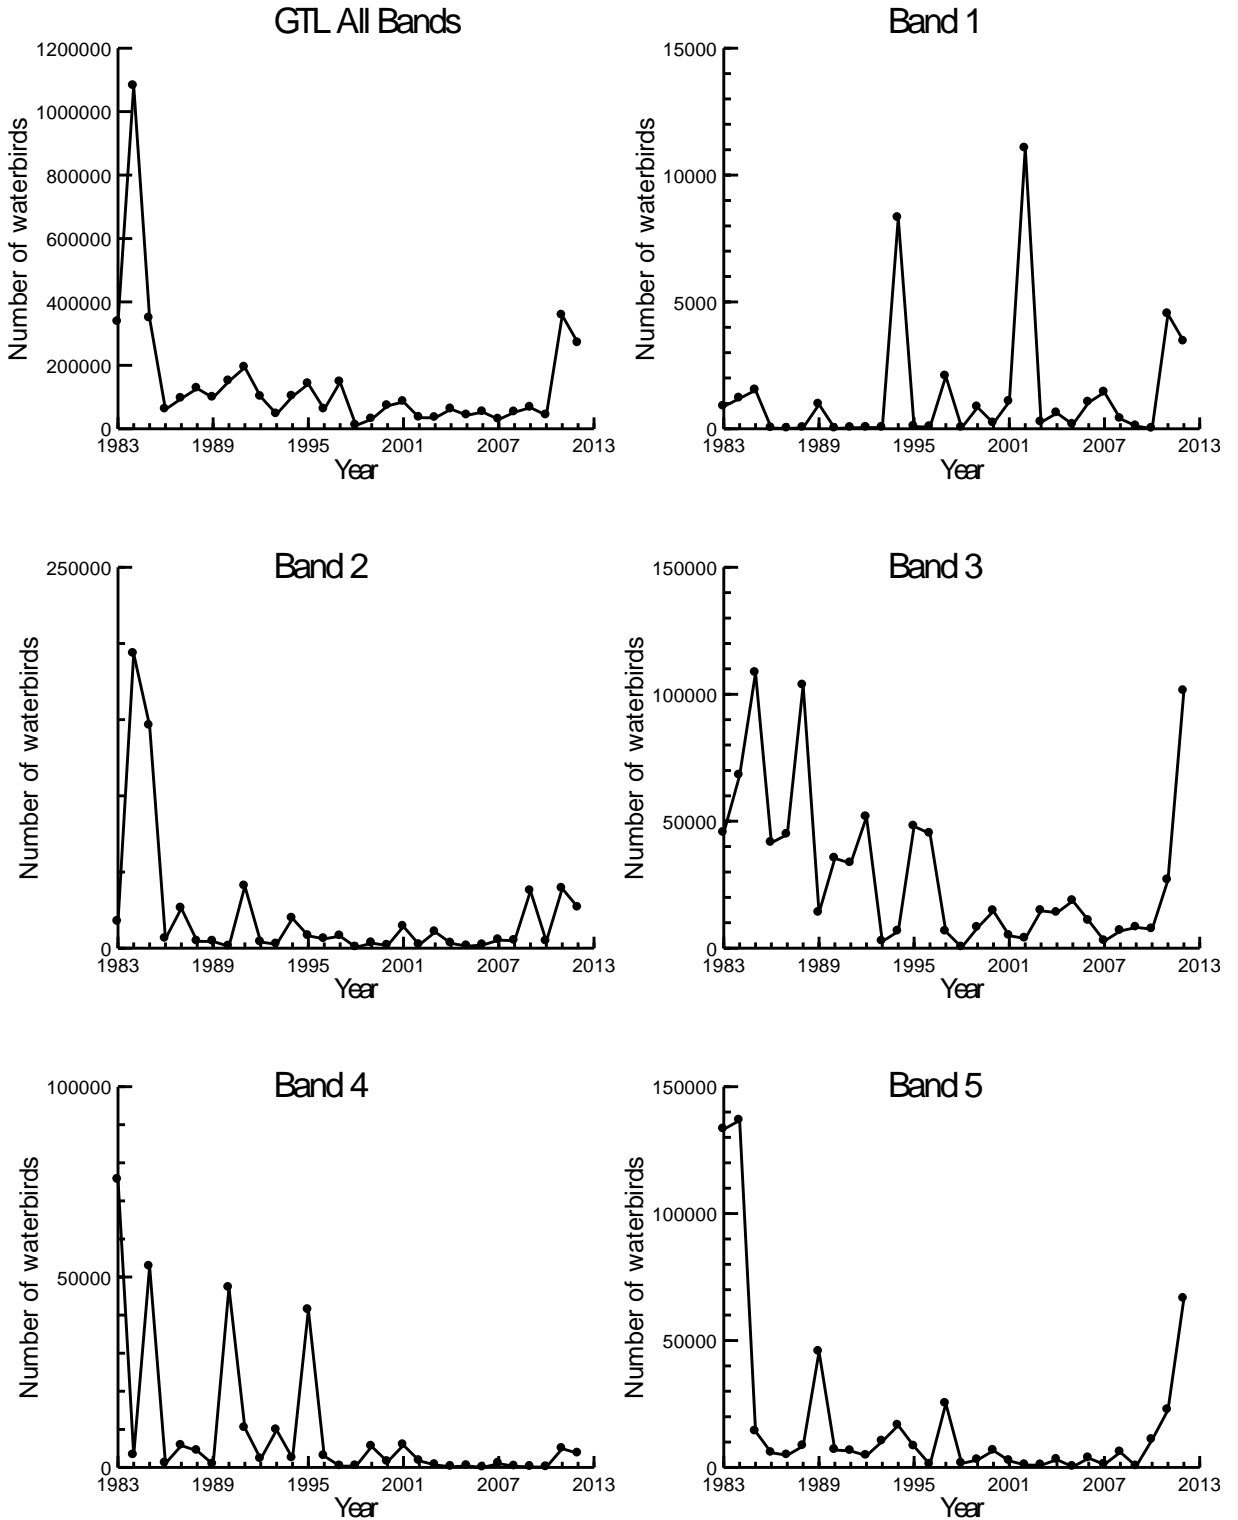 GTL All Bands
Number of waterbirds
1200000
1000000
800000
600000
400000
200000
0
1983 1989 1995 2001 2007 2013
Year
Band 1
Number of waterbirds
15000
10000
5000
0
1983 1989 1995 2001 2007 2013
Year
Band 2
Number of waterbirds
250000
0
1983 1989 1995 2001 2007 2013
Year
Band 3
Number of waterbirds
150000
100000
50000
0
1983 1989 1995 2001 2007 2013
Year
Band 4
Number of waterbirds
100000
50000
0
1983 1989 1995 2001 2007 2013
Year
Band 5
Number of waterbirds
150000
100000
50000
0
1983 1989 1995 2001 2007 2013
Year